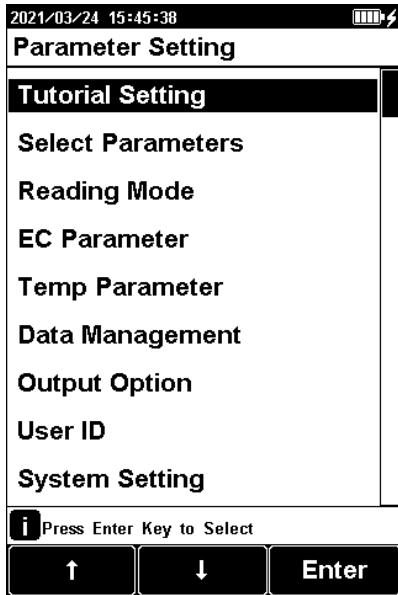 2021/03/24 15:45:38
Parameter Setting
Tutorial Setting
Select Parameters
Reading Mode
EC Parameter
Temp Parameter
Data Management
Output Option
User ID
System Setting
i Press Enter Key to Select
↑ ↓ Enter